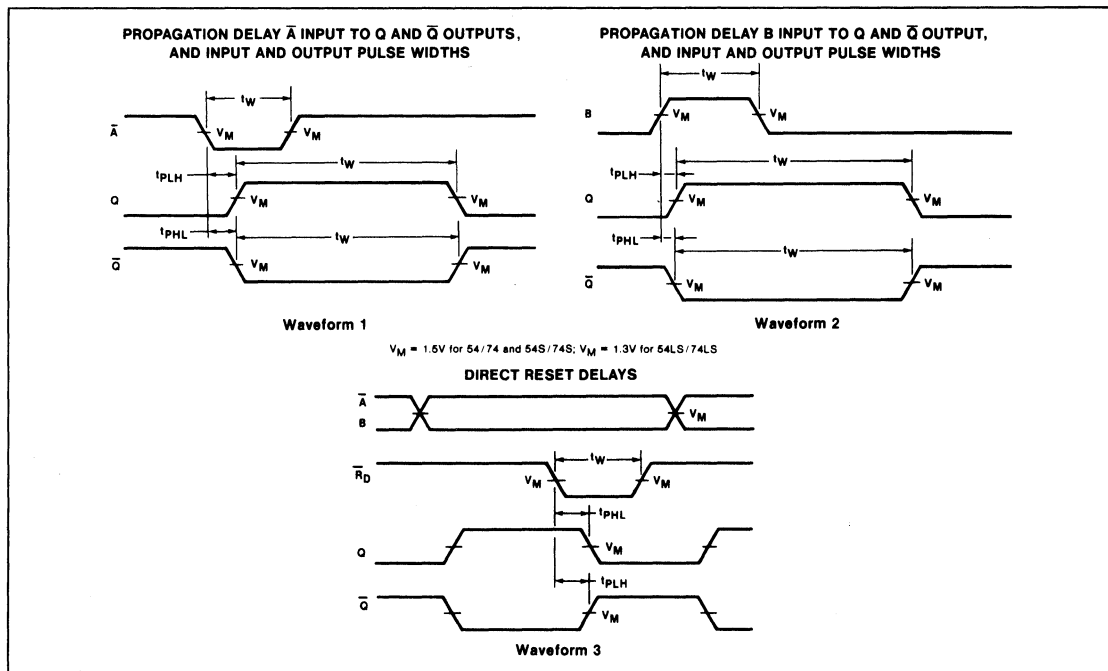 PROPAGATION DELAY A̅ INPUT TO Q AND Q̅ OUTPUTS,
AND INPUT AND OUTPUT PULSE WIDTHS
tW
A̅
VM
VM
tPLH
tW
Q
VM
VM
tPHL
tW
Q̅
VM
VM
Waveform 1
PROPAGATION DELAY B INPUT TO Q AND Q̅ OUTPUT,
AND INPUT AND OUTPUT PULSE WIDTHS
tW
B
VM
VM
tPLH
tW
Q
VM
VM
tPHL
tW
Q̅
VM
VM
Waveform 2
VM = 1.5V for 54/74 and 54S/74S; VM = 1.3V for 54LS/74LS
DIRECT RESET DELAYS
A̅
B
VM
tW
R̅D
VM
VM
tPHL
Q
VM
tPLH
Q̅
VM
Waveform 3